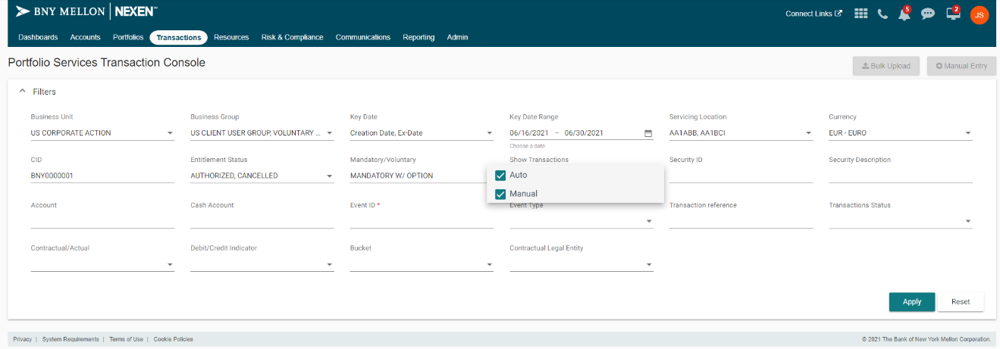 BNY MELLON | NEXEN℠
Connect Links
5
2
JS
Dashboards Accounts Portfolios Transactions Resources Risk & Compliance Communications Reporting Admin
Portfolio Services Transaction Console
Bulk Upload
Manual Entry
Filters
Business Unit Business Group Key Date Key Date Range Servicing Location Currency
US CORPORATE ACTION US CLIENT USER GROUP, VOLUNTARY ... Creation Date, Ex-Date 06/16/2021 – 06/30/2021 AA1ABB, AA1BCI EUR - EURO
Choose a date
CID Entitlement Status Mandatory/Voluntary Show Transactions Security ID Security Description
BNY0000001 AUTHORIZED, CANCELLED MANDATORY W/ OPTION Auto
Manual
Account Cash Account Event ID * Event Type Transaction reference Transactions Status
Contractual/Actual Debit/Credit Indicator Bucket Contractual Legal Entity
Apply Reset
Privacy | System Requirements | Terms of Use | Cookie Policies © 2021 The Bank of New York Mellon Corporation.